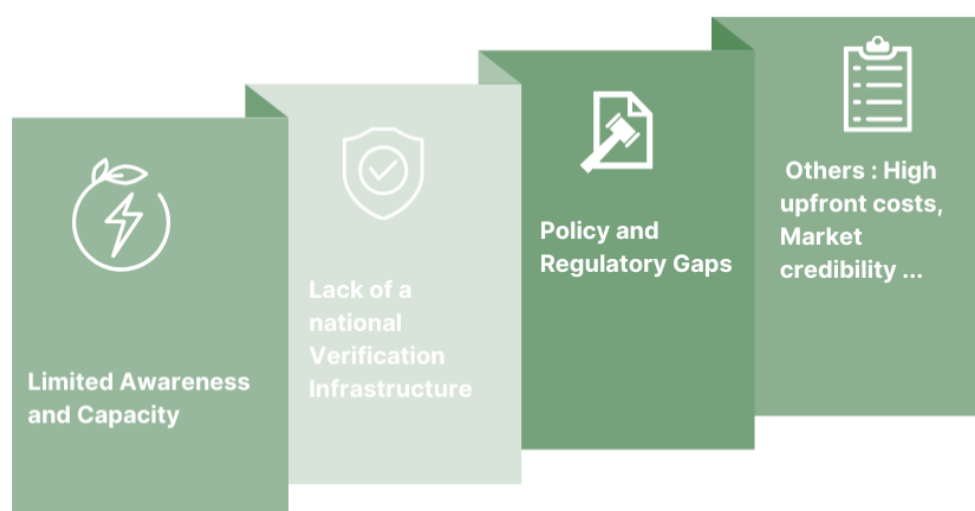 Limited Awareness
and Capacity
Lack of a
national
Verification
Infrastructure
Policy and
Regulatory Gaps
Others : High
upfront costs,
Market
credibility ...